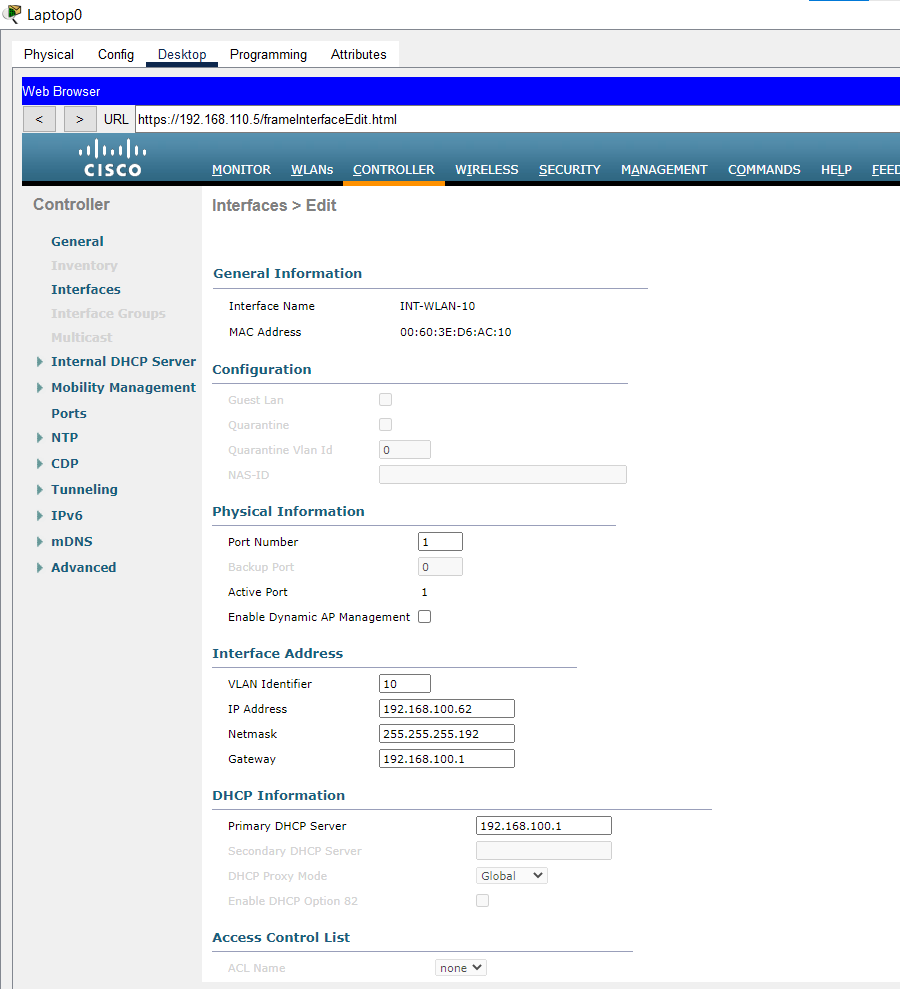 Laptop0
Physical Config Desktop Programming Attributes
Web Browser
< > URL https://192.168.110.5/frameInterfaceEdit.html
CISCO
MONITOR WLANs CONTROLLER WIRELESS SECURITY MANAGEMENT COMMANDS HELP FEED
Controller
General
Inventory
Interfaces
Interface Groups
Multicast
Internal DHCP Server
Mobility Management
Ports
NTP
CDP
Tunneling
IPv6
mDNS
Advanced
Interfaces > Edit
General Information
Interface Name INT-WLAN-10
MAC Address 00:60:3E:D6:AC:10
Configuration
Guest Lan
Quarantine
Quarantine Vlan Id 0
NAS-ID
Physical Information
Port Number 1
Backup Port 0
Active Port 1
Enable Dynamic AP Management
Interface Address
VLAN Identifier 10
IP Address 192.168.100.62
Netmask 255.255.255.192
Gateway 192.168.100.1
DHCP Information
Primary DHCP Server 192.168.100.1
Secondary DHCP Server
DHCP Proxy Mode Global
Enable DHCP Option 82
Access Control List
ACL Name none